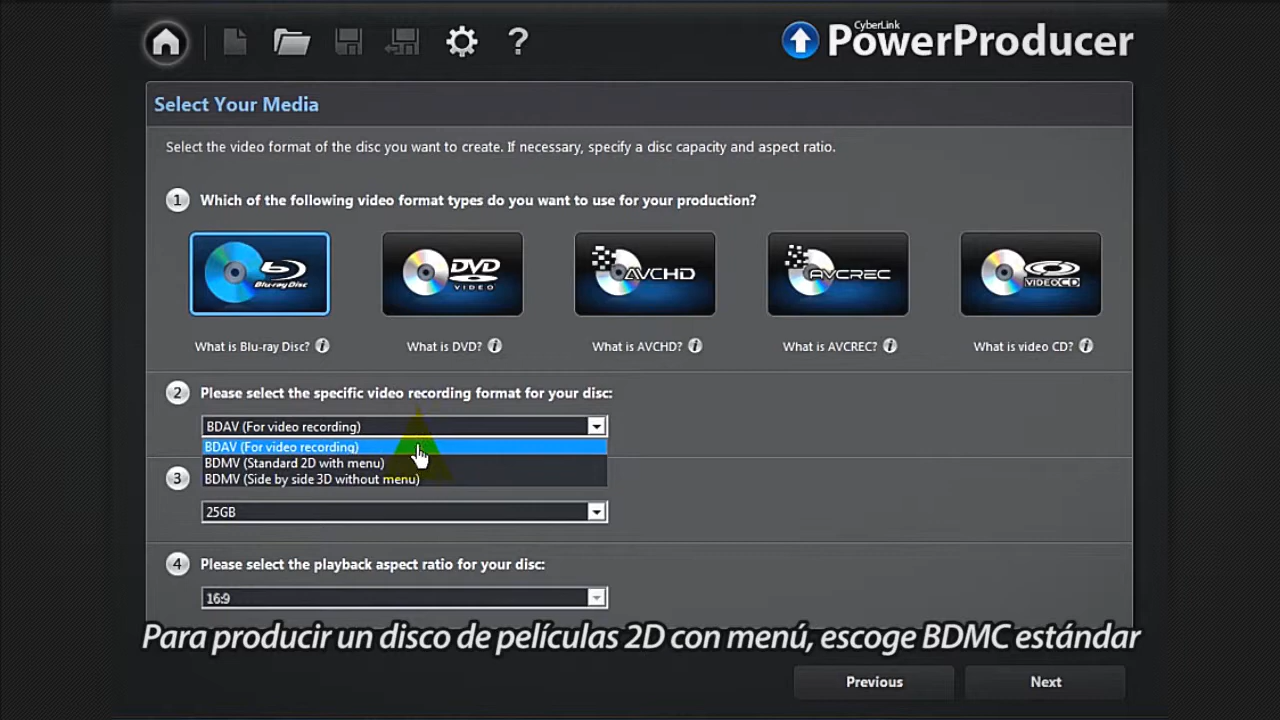 CyberLink
PowerProducer
Select Your Media
Select the video format of the disc you want to create. If necessary, specify a disc capacity and aspect ratio.
1 Which of the following video format types do you want to use for your production?
Blu-ray Disc
DVD
VIDEO
AVCHD
AVCREC
VIDEO CD
What is Blu-ray Disc? i
What is DVD? i
What is AVCHD? i
What is AVCREC? i
What is video CD? i
2 Please select the specific video recording format for your disc:
BDAV (For video recording)
BDAV (For video recording)
BDMV (Standard 2D with menu)
BDMV (Side by side 3D without menu)
3
25GB
4 Please select the playback aspect ratio for your disc:
16:9
Para producir un disco de películas 2D con menú, escoge BDMC estándar
Previous
Next